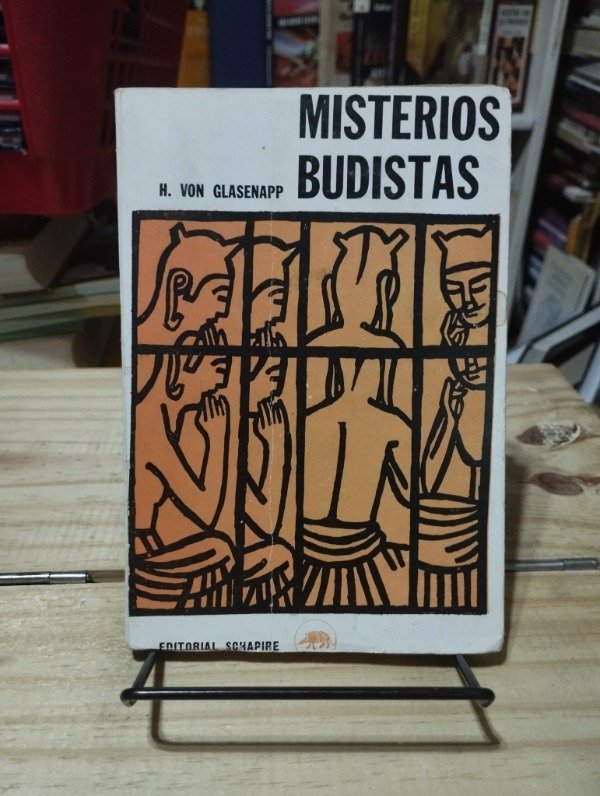 MISTERIOS
BUDISTAS
H. VON GLASENAPP
EDITORIAL SCHAPIRE